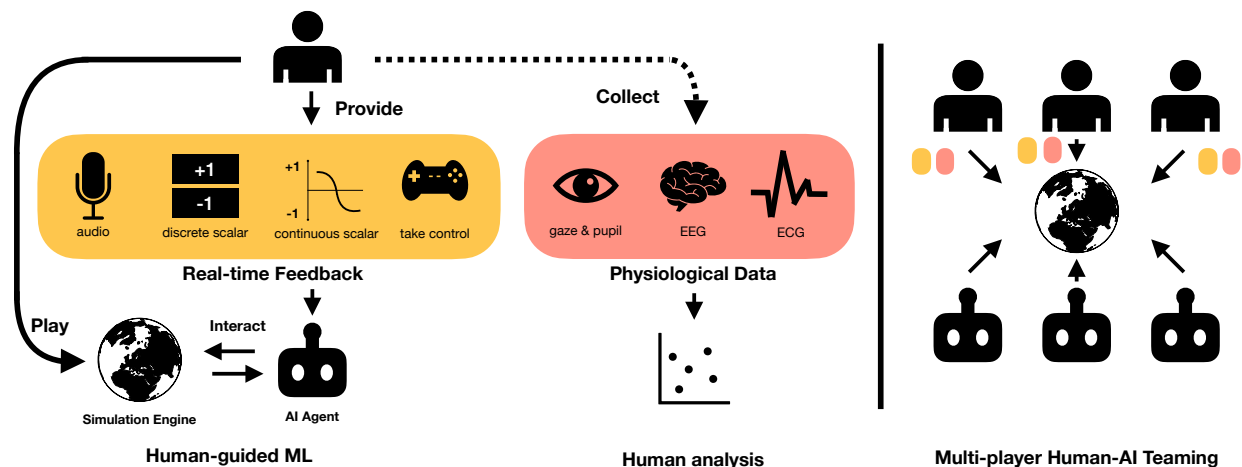 Provide
Collect
+1
-1
+1
-1
audio
discrete scalar
continuous scalar
take control
gaze & pupil
EEG
ECG
Real-time Feedback
Physiological Data
Play
Interact
Simulation Engine
AI Agent
Human-guided ML
Human analysis
Multi-player Human-AI Teaming